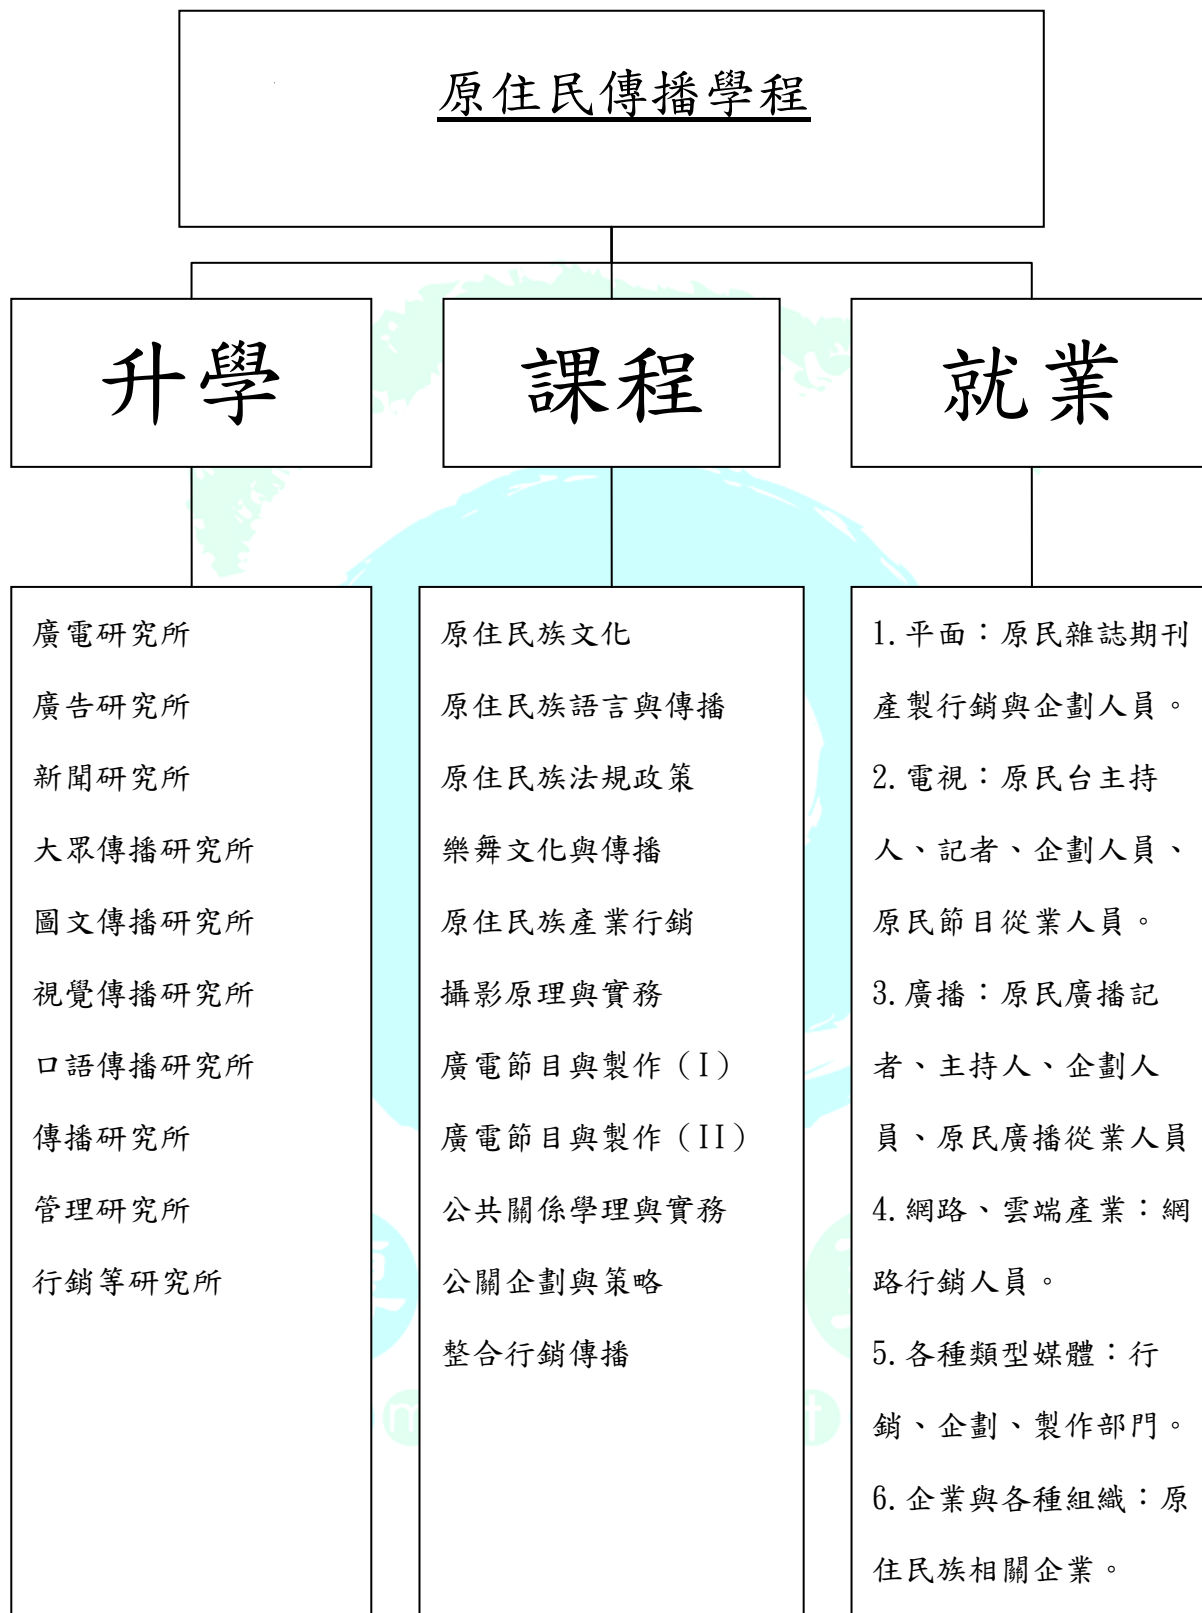 原住民傳播學程
升學
課程
就業
廣電研究所
廣告研究所
新聞研究所
大眾傳播研究所
圖文傳播研究所
視覺傳播研究所
口語傳播研究所
傳播研究所
管理研究所
行銷等研究所
原住民族文化
原住民族語言與傳播
原住民族法規政策
樂舞文化與傳播
原住民族產業行銷
攝影原理與實務
廣電節目與製作（I）
廣電節目與製作（II）
公共關係學理與實務
公關企劃與策略
整合行銷傳播
1.平面：原民雜誌期刊
產製行銷與企劃人員。
2.電視：原民台主持
人、記者、企劃人員、
原民節目從業人員。
3.廣播：原民廣播記
者、主持人、企劃人
員、原民廣播從業人員
4.網路、雲端產業：網
路行銷人員。
5.各種類型媒體：行
銷、企劃、製作部門。
6.企業與各種組織：原
住民族相關企業。